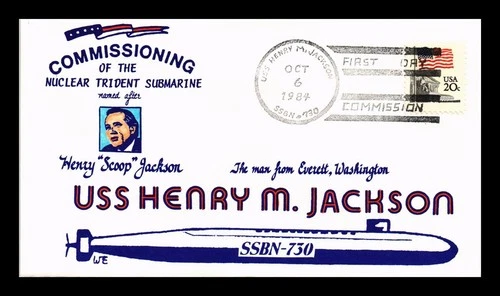 COMMISSIONING
OF THE
NUCLEAR TRIDENT SUBMARINE
named after
Henry "Scoop" Jackson
The man from Everett, Washington
USS HENRY M. JACKSON
OCT
6
1984
SSBN-730
FIRST DAY
COMMISSION
USA
20c
USS HENRY M. JACKSON
SSBN-730
WE